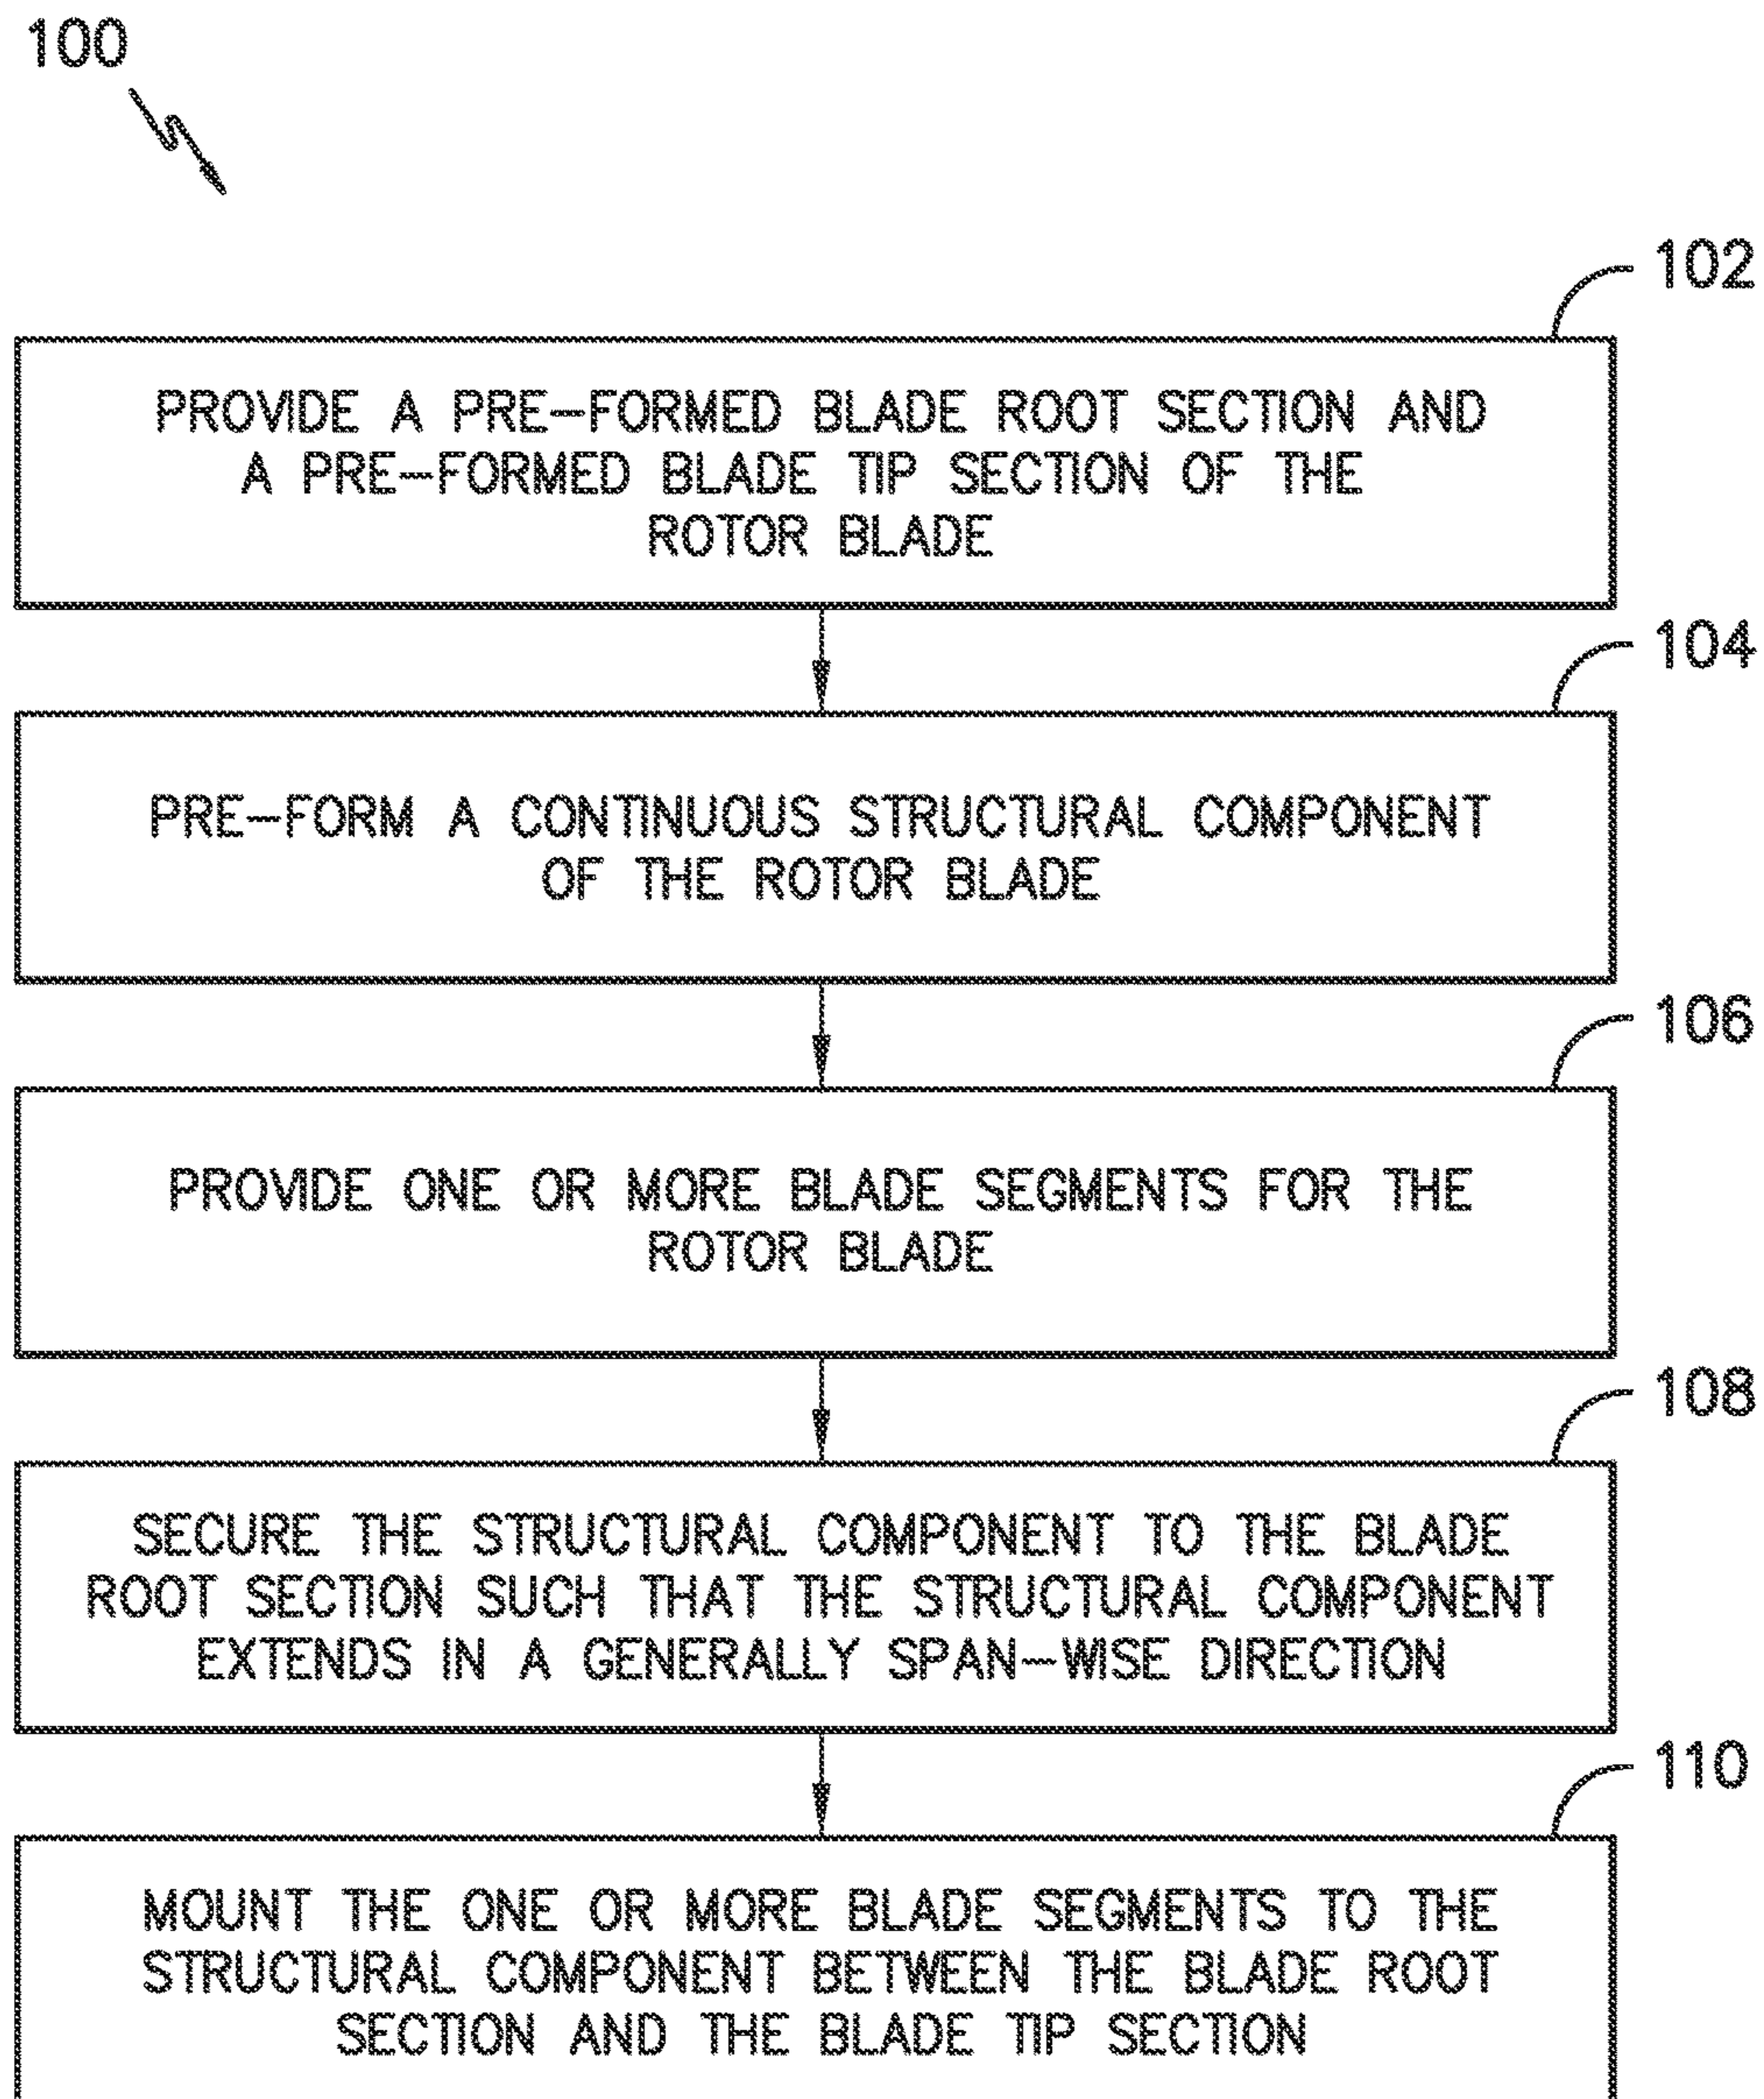 100
102
PROVIDE A PRE-FORMED BLADE ROOT SECTION AND
A PRE-FORMED BLADE TIP SECTION OF THE
ROTOR BLADE
104
PRE-FORM A CONTINUOUS STRUCTURAL COMPONENT
OF THE ROTOR BLADE
106
PROVIDE ONE OR MORE BLADE SEGMENTS FOR THE
ROTOR BLADE
108
SECURE THE STRUCTURAL COMPONENT TO THE BLADE
ROOT SECTION SUCH THAT THE STRUCTURAL COMPONENT
EXTENDS IN A GENERALLY SPAN-WISE DIRECTION
110
MOUNT THE ONE OR MORE BLADE SEGMENTS TO THE
STRUCTURAL COMPONENT BETWEEN THE BLADE ROOT
SECTION AND THE BLADE TIP SECTION